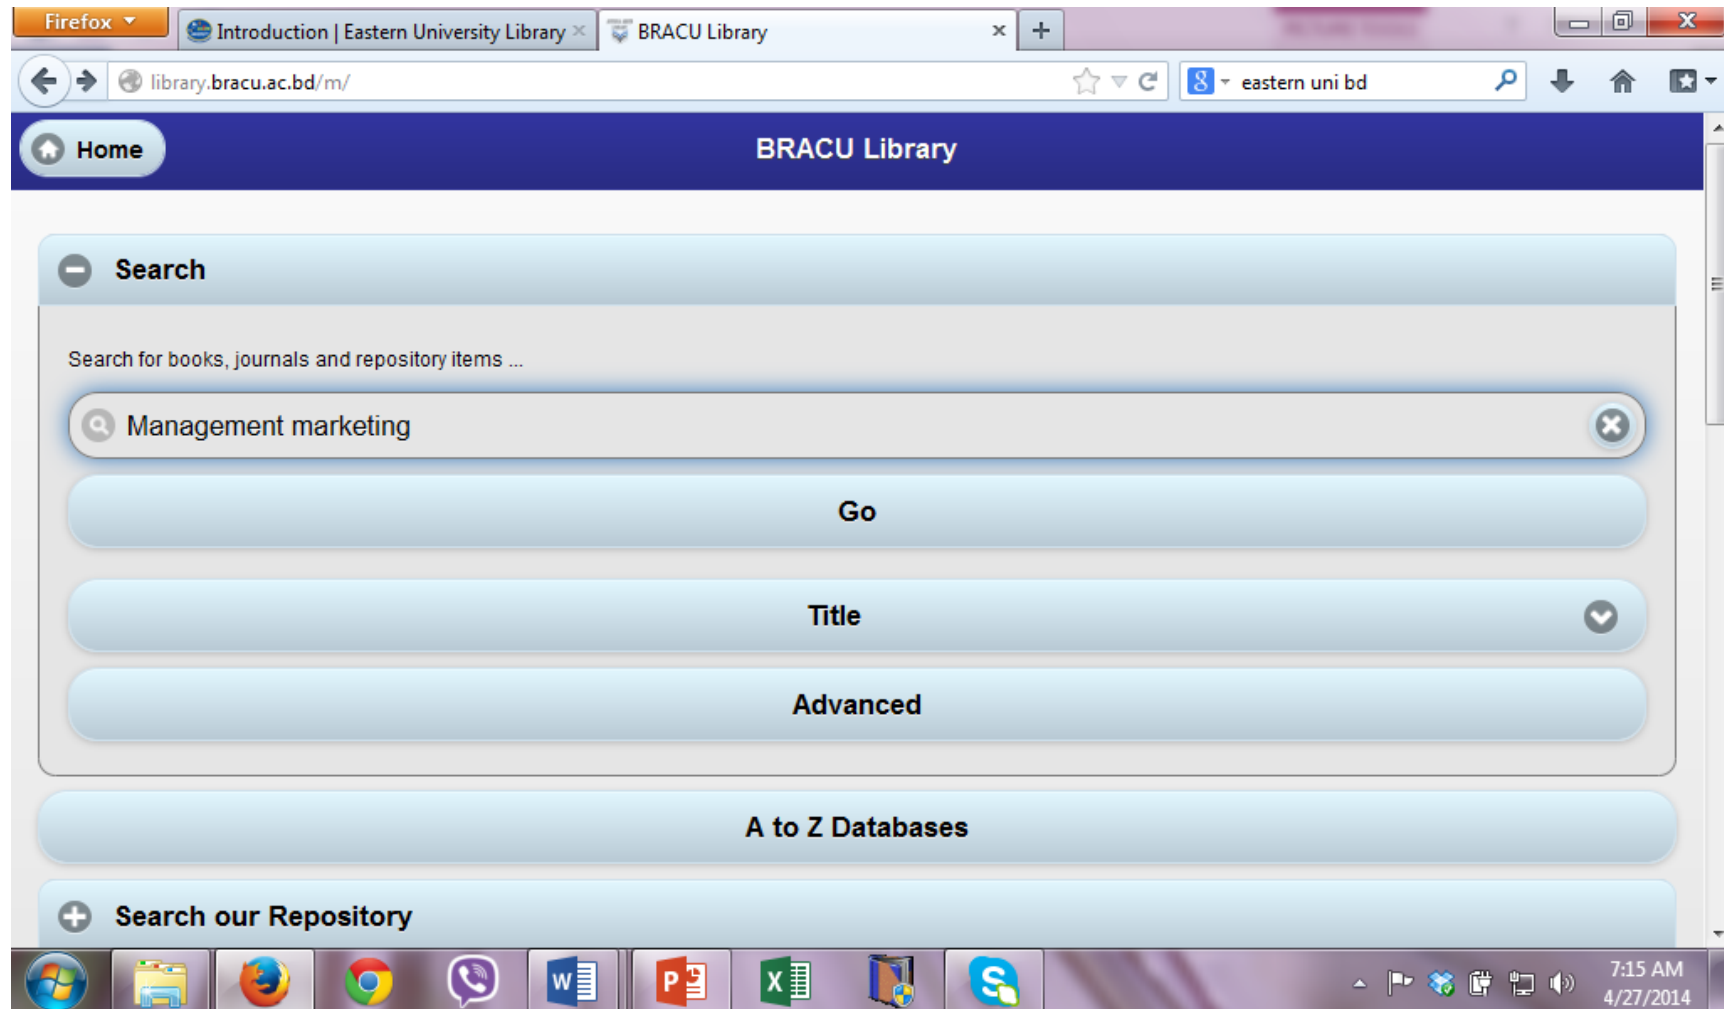 Firefox
Introduction | Eastern University Library
BRACU Library
library.bracu.ac.bd/m/
eastern uni bd
Home
BRACU Library
Search
Search for books, journals and repository items ...
Management marketing
Go
Title
Advanced
A to Z Databases
Search our Repository
7:15 AM
4/27/2014